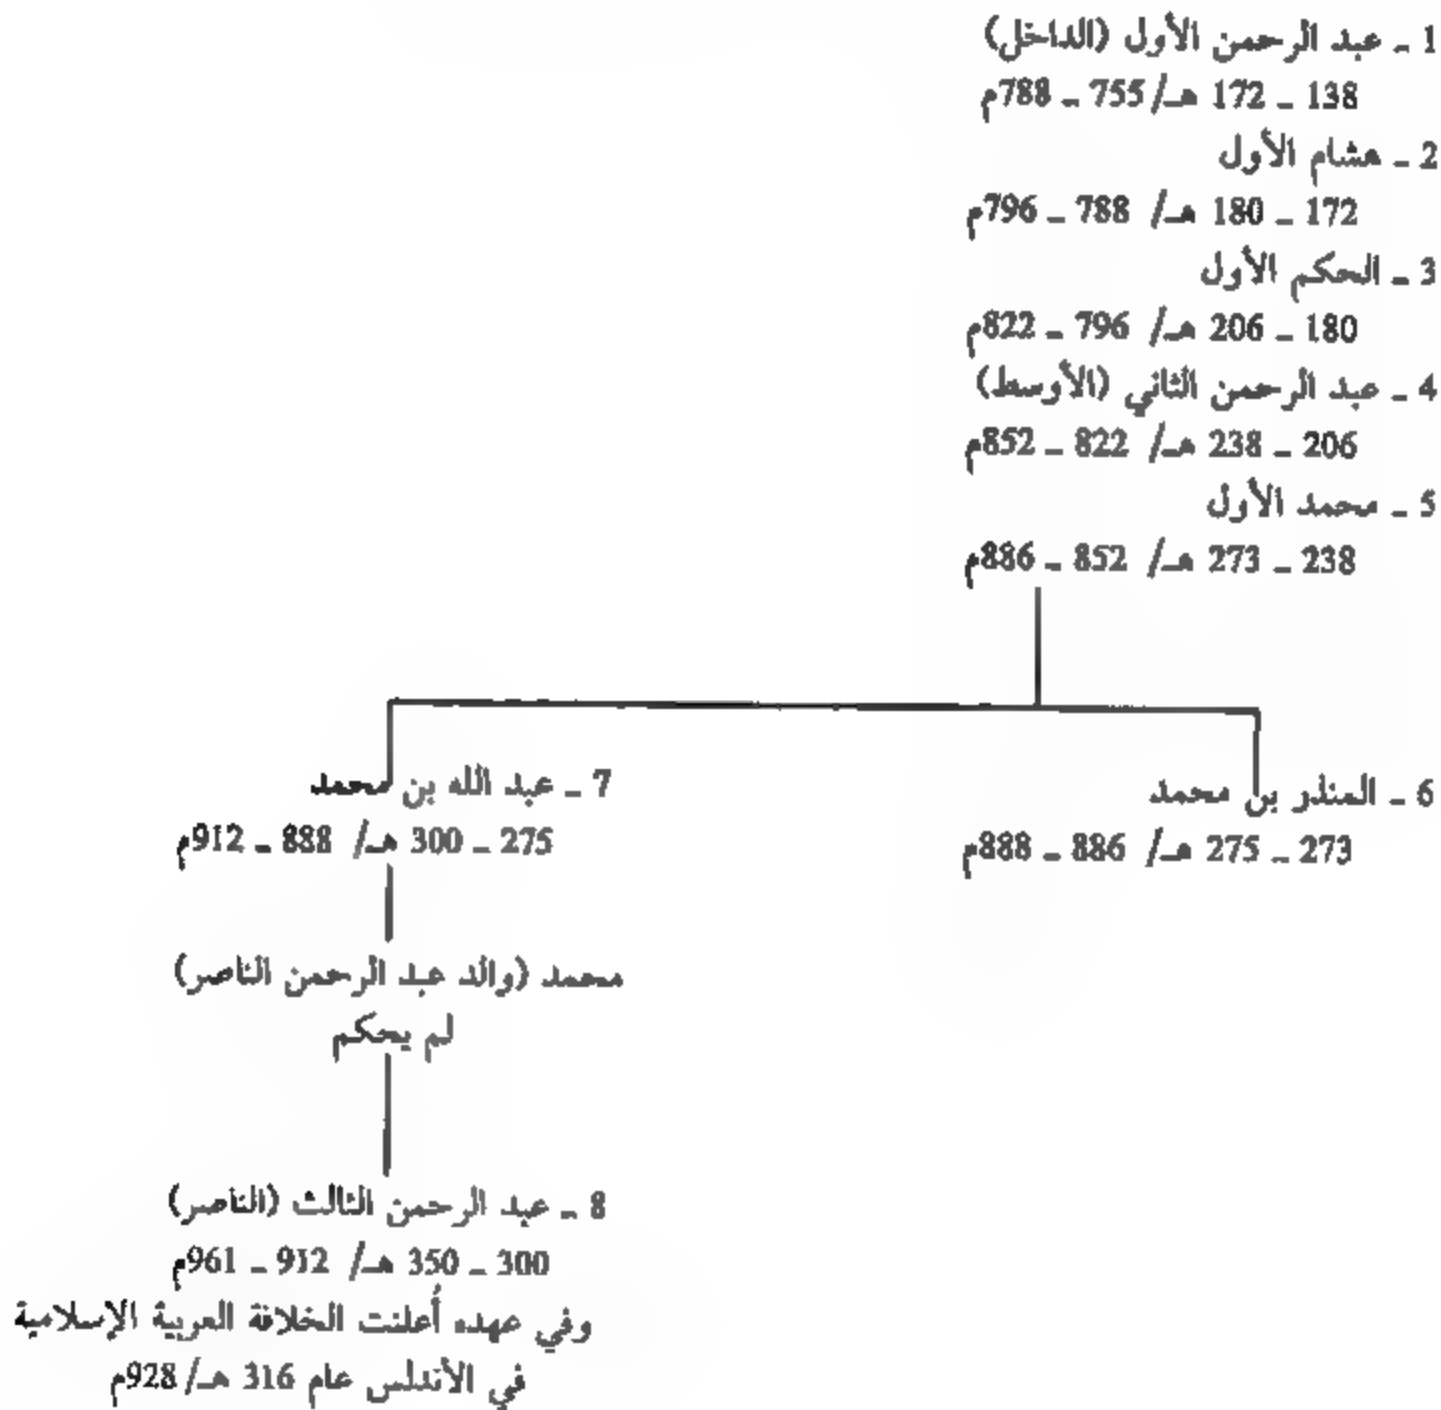 1 ـ عبد الرحمن الأول (الداخل)
138 ـ 172 هـ/755 ـ 788م
2 ـ هشام الأول
172 ـ 180 هـ/ 788 ـ 796م
3 ـ الحكم الأول
180 ـ 206 هـ/ 796 ـ 822م
4 ـ عبد الرحمن الثاني (الأوسط)
206 ـ 238 هـ/ 822 ـ 852م
5 ـ محمد الأول
238 ـ 273 هـ/ 852 ـ 886م
6 ـ المنذر بن محمد
273 ـ 275 هـ/ 886 ـ 888م
7 ـ عبد الله بن محمد
275 ـ 300 هـ/ 888 ـ 912م
محمد (والد عبد الرحمن الناصر)
لم يحكم
8 ـ عبد الرحمن الثالث (الناصر)
300 ـ 350 هـ/ 912 ـ 961م
وفي عهده أُعلنت الخلافة العربية الإسلامية
في الأندلس عام 316 هـ/928م